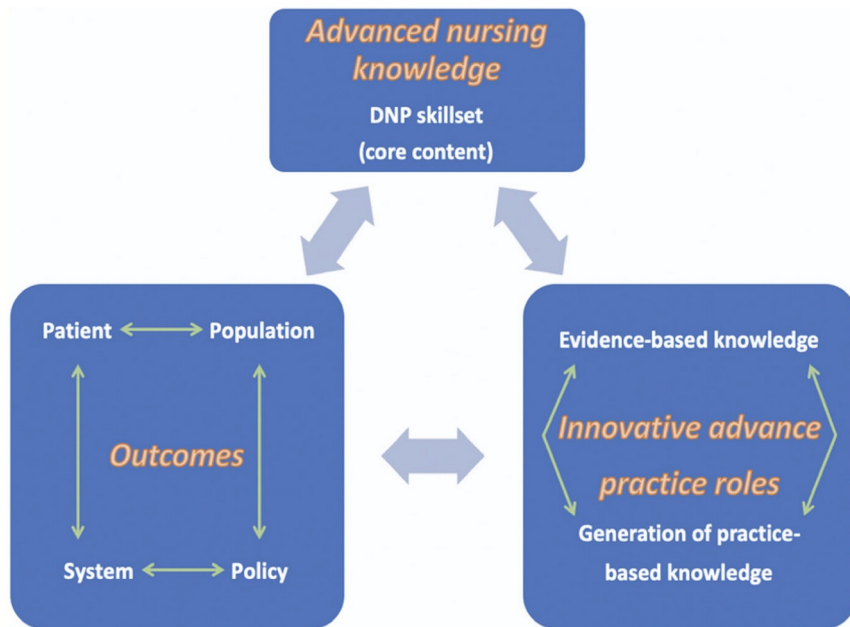 Advanced nursing
knowledge
DNP skillset
(core content)
Patient
Population
Outcomes
System
Policy
Evidence-based knowledge
Innovative advance
practice roles
Generation of practice-
based knowledge